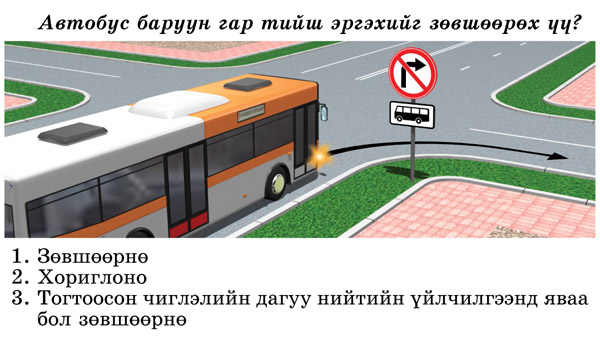 Автобус баруун гар тийш эргэхийг зөвшөөрөх үү?
1. Зөвшөөрнө
2. Хориглоно
3. Тогтоосон чиглэлийн дагуу нийтийн үйлчилгээнд яваа
бол зөвшөөрнө